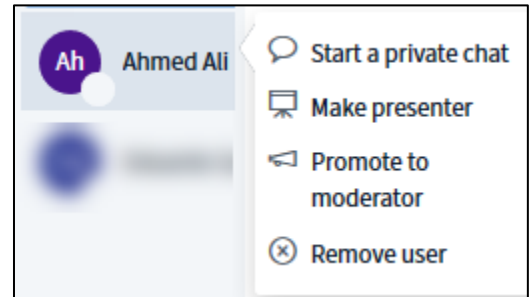 Ah
Ahmed Ali
Start a private chat
Make presenter
Promote to
moderator
Remove user